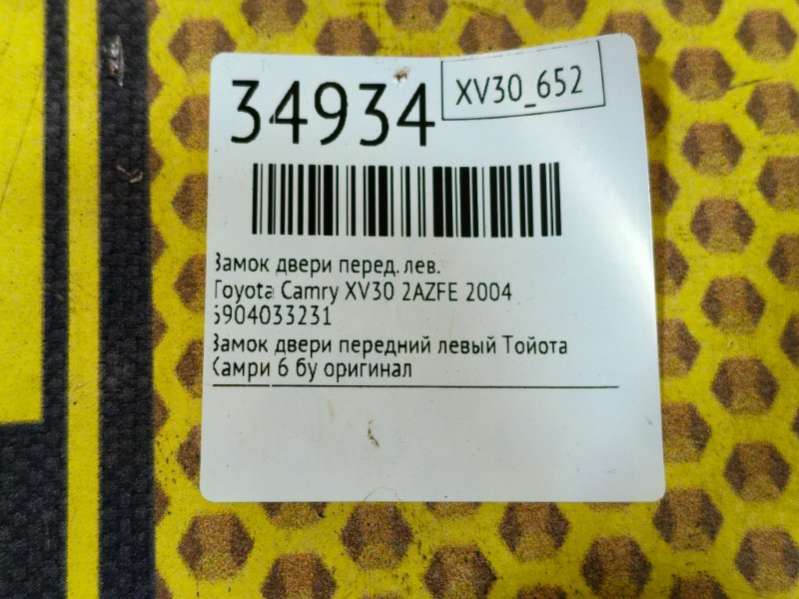 34934
XV30_652
Замок двери перед. лев.
Toyota Camry XV30 2AZFE 2004
6904033231
Замок двери передний левый Тойота
Камри 6 бу оригинал